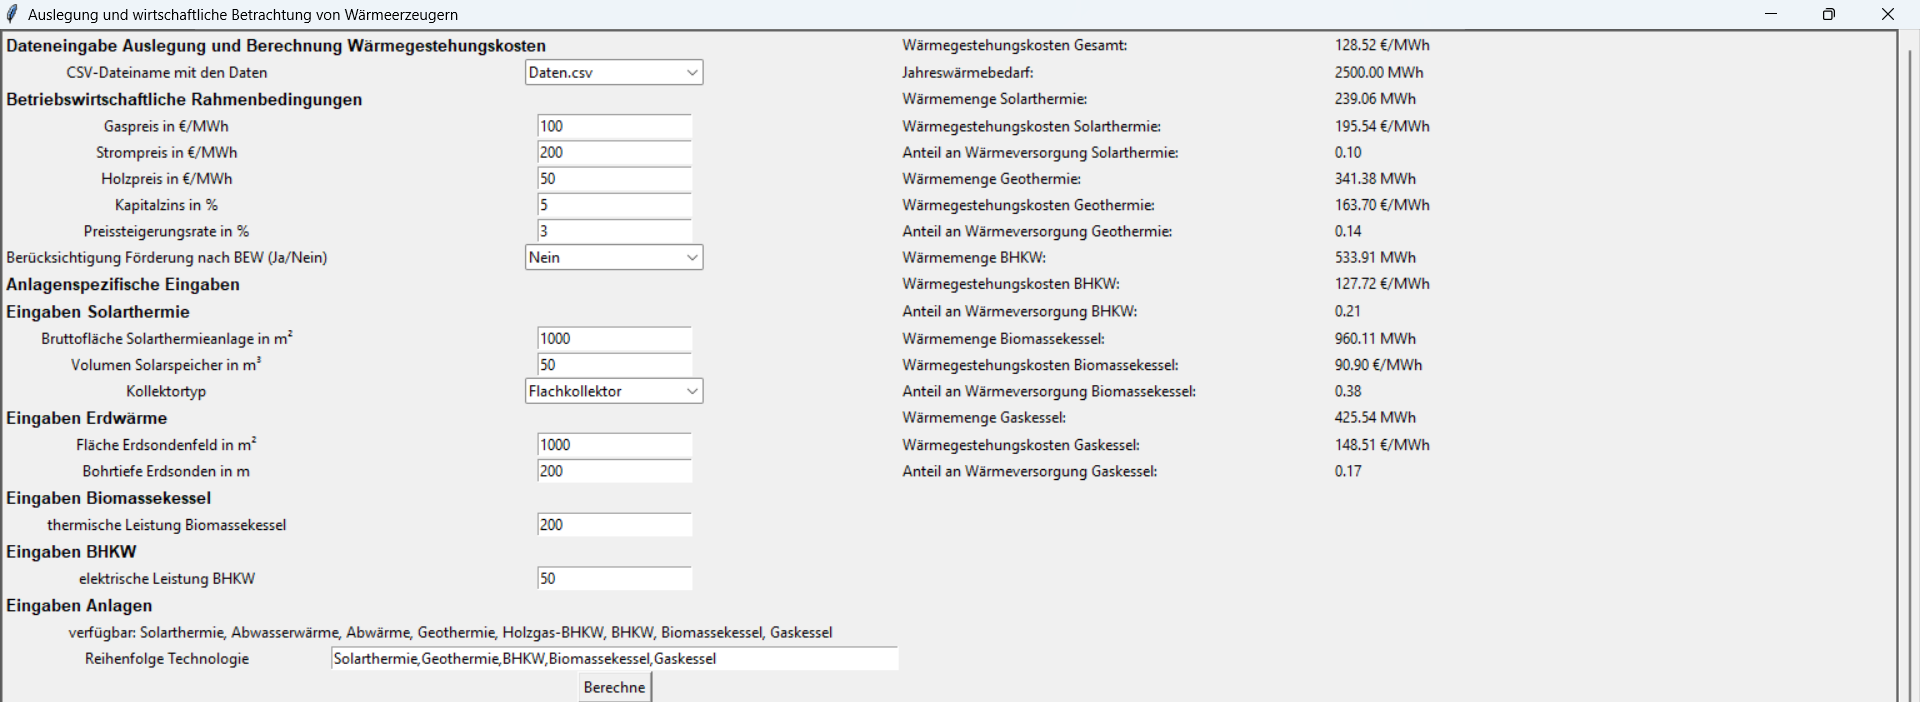 Auslegung und wirtschaftliche Betrachtung von Wärmeerzeugern
Dateneingabe Auslegung und Berechnung Wärmegestehungskosten
CSV-Dateiname mit den Daten Daten.csv
Betriebswirtschaftliche Rahmenbedingungen
Gaspreis in €/MWh 100
Strompreis in €/MWh 200
Holzpreis in €/MWh 50
Kapitalzins in % 5
Preissteigerungsrate in % 3
Berücksichtigung Förderung nach BEW (Ja/Nein) Nein
Anlagenspezifische Eingaben
Eingaben Solarthermie
Bruttofläche Solarthermieanlage in m² 1000
Volumen Solarspeicher in m³ 50
Kollektortyp Flachkollektor
Eingaben Erdwärme
Fläche Erdsondenfeld in m² 1000
Bohrtiefe Erdsonden in m 200
Eingaben Biomassekessel
thermische Leistung Biomassekessel 200
Eingaben BHKW
elektrische Leistung BHKW 50
Eingaben Anlagen
verfügbar: Solarthermie, Abwasserwärme, Abwärme, Geothermie, Holzgas-BHKW, BHKW, Biomassekessel, Gaskessel
Reihenfolge Technologie Solarthermie,Geothermie,BHKW,Biomassekessel,Gaskessel
Berechne
Wärmegestehungskosten Gesamt: 128.52 €/MWh
Jahreswärmebedarf: 2500.00 MWh
Wärmemenge Solarthermie: 239.06 MWh
Wärmegestehungskosten Solarthermie: 195.54 €/MWh
Anteil an Wärmeversorgung Solarthermie: 0.10
Wärmemenge Geothermie: 341.38 MWh
Wärmegestehungskosten Geothermie: 163.70 €/MWh
Anteil an Wärmeversorgung Geothermie: 0.14
Wärmemenge BHKW: 533.91 MWh
Wärmegestehungskosten BHKW: 127.72 €/MWh
Anteil an Wärmeversorgung BHKW: 0.21
Wärmemenge Biomassekessel: 960.11 MWh
Wärmegestehungskosten Biomassekessel: 90.90 €/MWh
Anteil an Wärmeversorgung Biomassekessel: 0.38
Wärmemenge Gaskessel: 425.54 MWh
Wärmegestehungskosten Gaskessel: 148.51 €/MWh
Anteil an Wärmeversorgung Gaskessel: 0.17